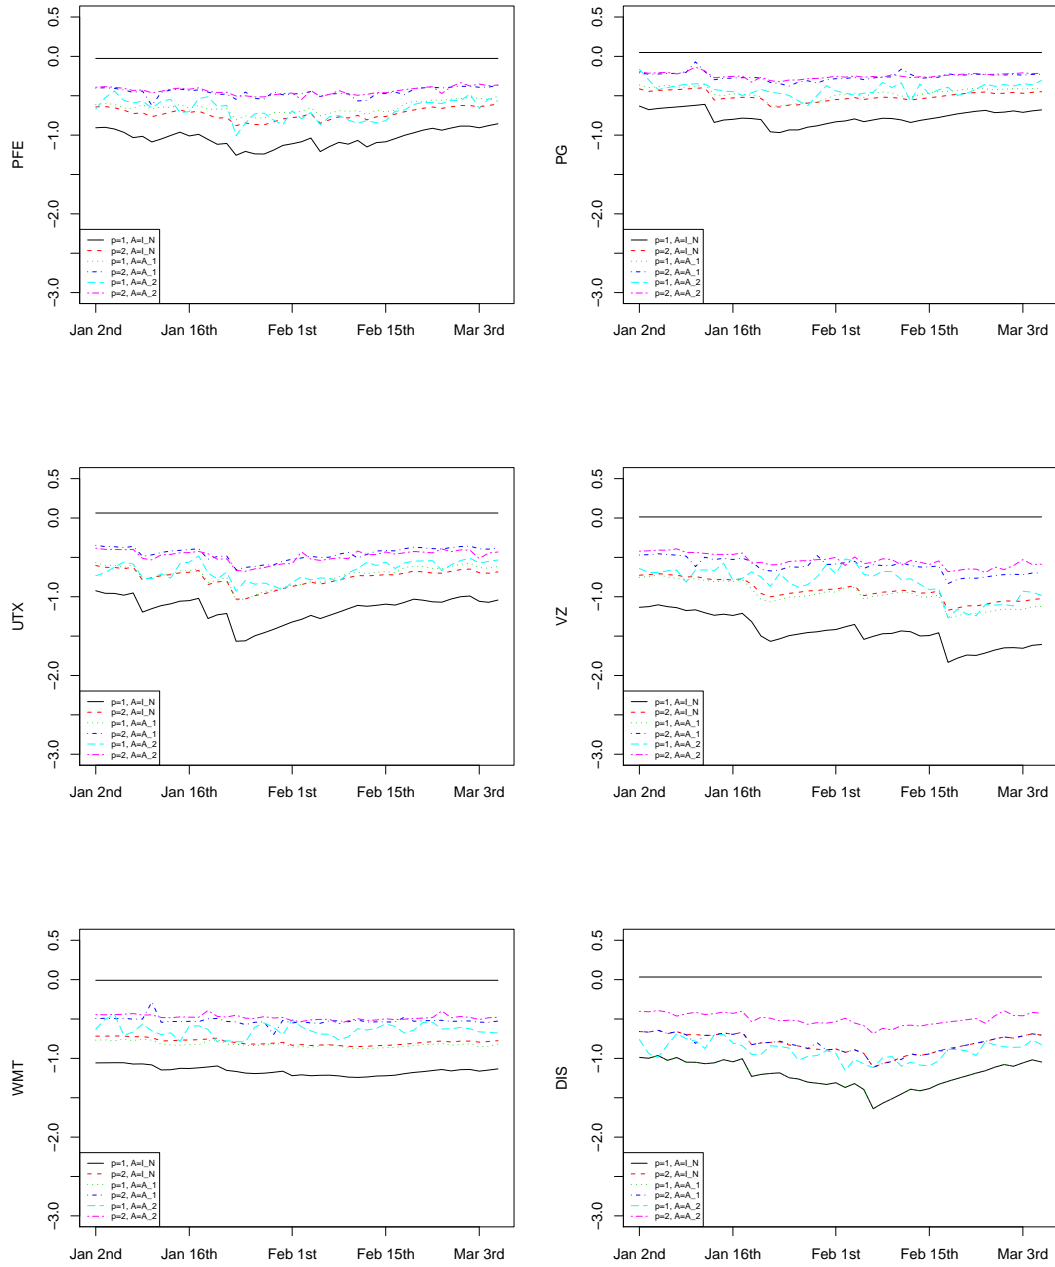 PFE
0.5
0.0
−1.0
−2.0
−3.0
p=1, A=I_N
p=2, A=I_N
p=1, A=A_1
p=2, A=A_1
p=1, A=A_2
p=2, A=A_2
Jan 2nd Jan 16th Feb 1st Feb 15th Mar 3rd
PG
0.5
0.0
−1.0
−2.0
−3.0
p=1, A=I_N
p=2, A=I_N
p=1, A=A_1
p=2, A=A_1
p=1, A=A_2
p=2, A=A_2
Jan 2nd Jan 16th Feb 1st Feb 15th Mar 3rd
UTX
0.5
0.0
−1.0
−2.0
−3.0
p=1, A=I_N
p=2, A=I_N
p=1, A=A_1
p=2, A=A_1
p=1, A=A_2
p=2, A=A_2
Jan 2nd Jan 16th Feb 1st Feb 15th Mar 3rd
VZ
0.5
0.0
−1.0
−2.0
−3.0
p=1, A=I_N
p=2, A=I_N
p=1, A=A_1
p=2, A=A_1
p=1, A=A_2
p=2, A=A_2
Jan 2nd Jan 16th Feb 1st Feb 15th Mar 3rd
WMT
0.5
0.0
−1.0
−2.0
−3.0
p=1, A=I_N
p=2, A=I_N
p=1, A=A_1
p=2, A=A_1
p=1, A=A_2
p=2, A=A_2
Jan 2nd Jan 16th Feb 1st Feb 15th Mar 3rd
DIS
0.5
0.0
−1.0
−2.0
−3.0
p=1, A=I_N
p=2, A=I_N
p=1, A=A_1
p=2, A=A_1
p=1, A=A_2
p=2, A=A_2
Jan 2nd Jan 16th Feb 1st Feb 15th Mar 3rd